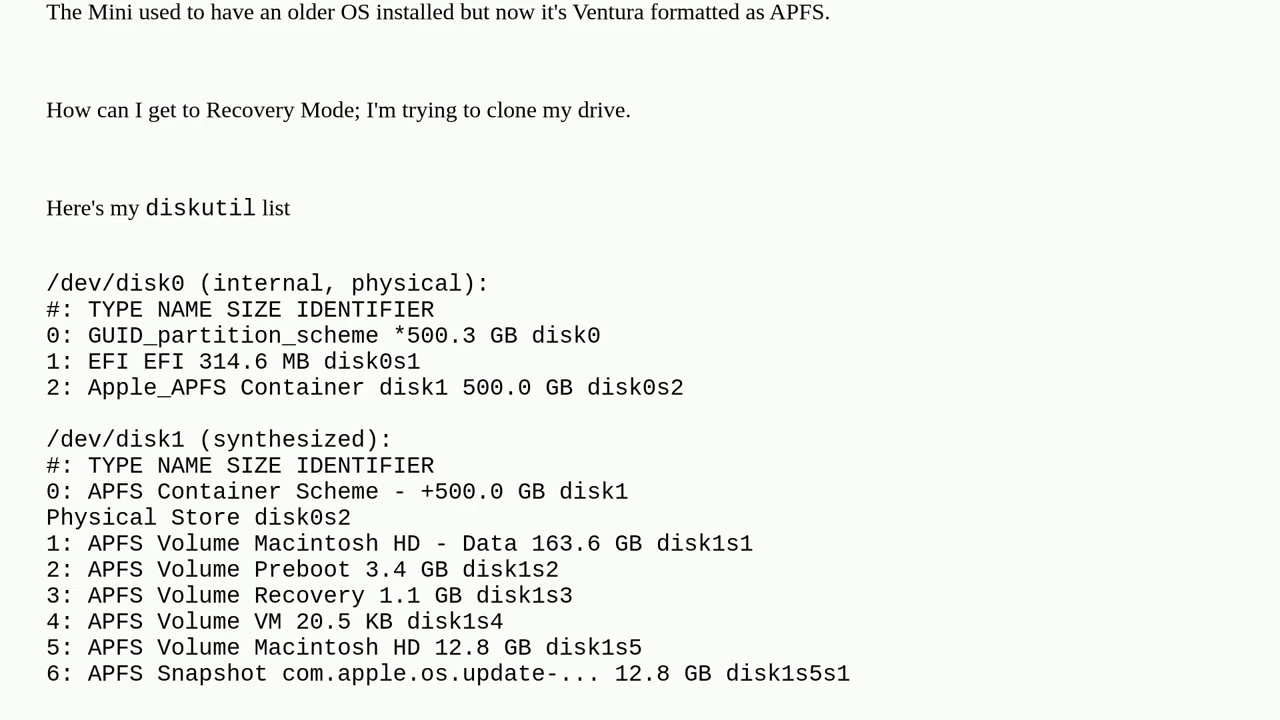 The Mini used to have an older OS installed but now it's Ventura formatted as APFS.
How can I get to Recovery Mode; I'm trying to clone my drive.
Here's my diskutil list
/dev/disk0 (internal, physical):
#: TYPE NAME SIZE IDENTIFIER
0: GUID_partition_scheme *500.3 GB disk0
1: EFI EFI 314.6 MB disk0s1
2: Apple_APFS Container disk1 500.0 GB disk0s2
/dev/disk1 (synthesized):
#: TYPE NAME SIZE IDENTIFIER
0: APFS Container Scheme - +500.0 GB disk1
Physical Store disk0s2
1: APFS Volume Macintosh HD - Data 163.6 GB disk1s1
2: APFS Volume Preboot 3.4 GB disk1s2
3: APFS Volume Recovery 1.1 GB disk1s3
4: APFS Volume VM 20.5 KB disk1s4
5: APFS Volume Macintosh HD 12.8 GB disk1s5
6: APFS Snapshot com.apple.os.update-... 12.8 GB disk1s5s1